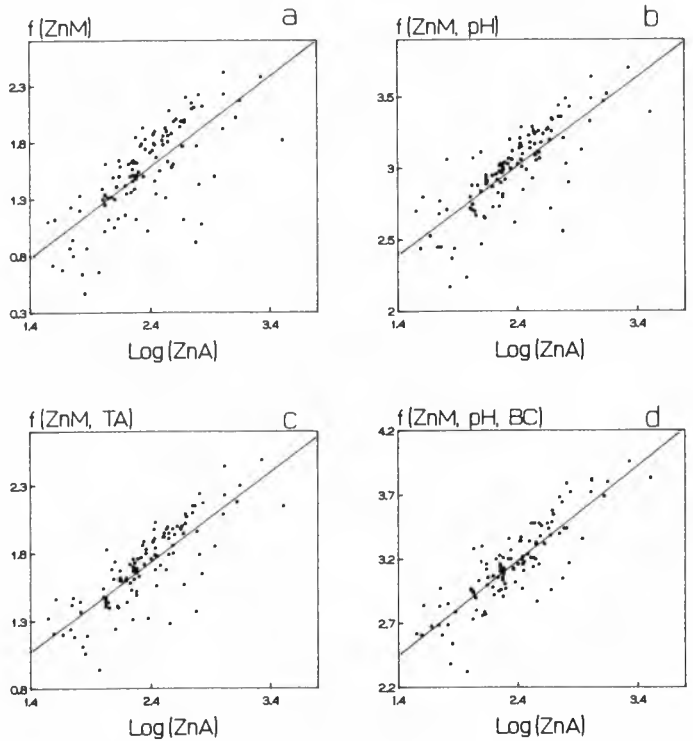 f (ZnM)
a
2.3
1.8
1.3
0.8
0.3
1.4 2.4 3.4
Log (ZnA)
f (ZnM, pH)
b
3.5
3
2.5
2
1.4 2.4 3.4
Log (ZnA)
f (ZnM, TA)
c
2.3
1.8
1.3
0.8
1.4 2.4 3.4
Log (ZnA)
f (ZnM, pH, BC)
d
4.2
3.7
3.2
2.7
2.2
1.4 2.4 3.4
Log (ZnA)